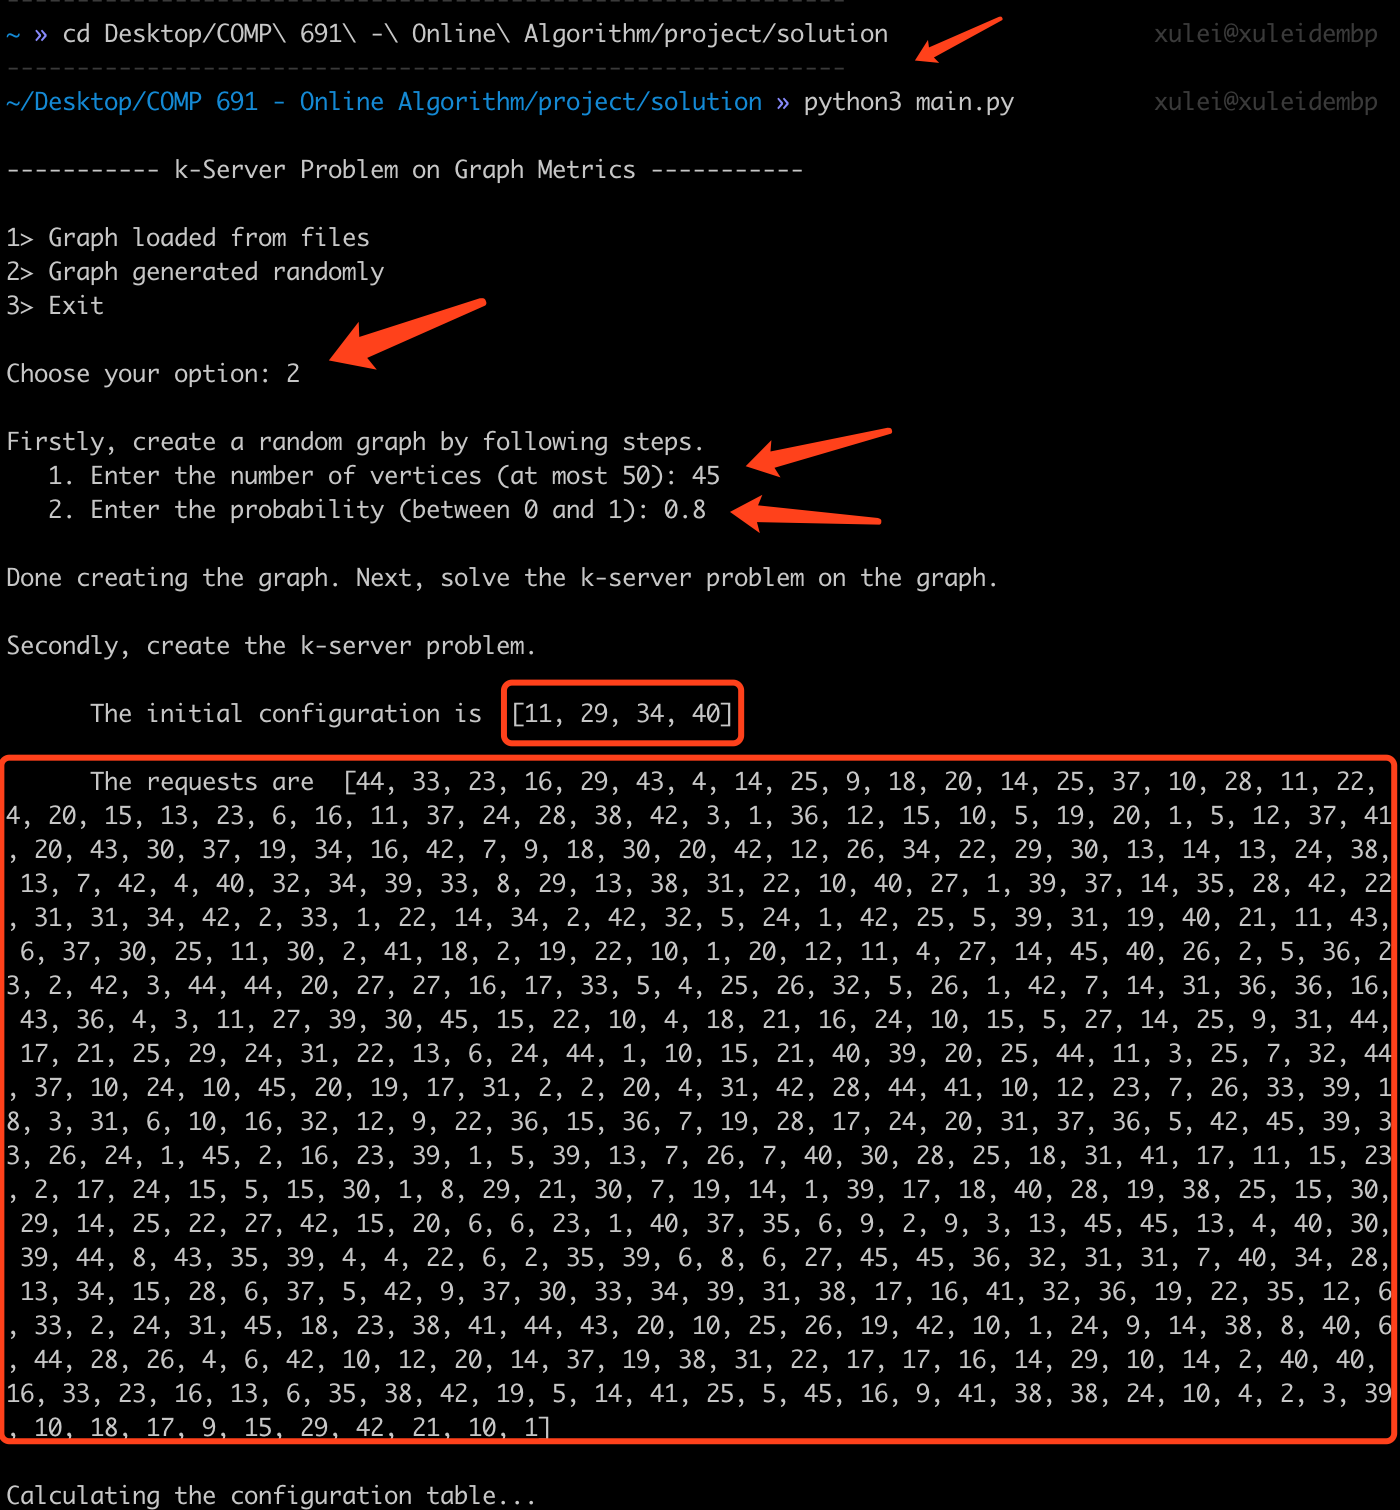 ~ » cd Desktop/COMP\ 691\ -\ Online\ Algorithm/project/solution xulei@xuleidembp
------------------------------------------------------------
~/Desktop/COMP 691 - Online Algorithm/project/solution » python3 main.py xulei@xuleidembp
----------- k-Server Problem on Graph Metrics -----------
1> Graph loaded from files
2> Graph generated randomly
3> Exit
Choose your option: 2
Firstly, create a random graph by following steps.
1. Enter the number of vertices (at most 50): 45
2. Enter the probability (between 0 and 1): 0.8
Done creating the graph. Next, solve the k-server problem on the graph.
Secondly, create the k-server problem.
The initial configuration is [11, 29, 34, 40]
The requests are [44, 33, 23, 16, 29, 43, 4, 14, 25, 9, 18, 20, 14, 25, 37, 10, 28, 11, 22,
4, 20, 15, 13, 23, 6, 16, 11, 37, 24, 28, 38, 42, 3, 1, 36, 12, 15, 10, 5, 19, 20, 1, 5, 12, 37, 41
, 20, 43, 30, 37, 19, 34, 16, 42, 7, 9, 18, 30, 20, 42, 12, 26, 34, 22, 29, 30, 13, 14, 13, 24, 38,
13, 7, 42, 4, 40, 32, 34, 39, 33, 8, 29, 13, 38, 31, 22, 10, 40, 27, 1, 39, 37, 14, 35, 28, 42, 22
, 31, 31, 34, 42, 2, 33, 1, 22, 14, 34, 2, 42, 32, 5, 24, 1, 42, 25, 5, 39, 31, 19, 40, 21, 11, 43,
6, 37, 30, 25, 11, 30, 2, 41, 18, 2, 19, 22, 10, 1, 20, 12, 11, 4, 27, 14, 45, 40, 26, 2, 5, 36, 2
3, 2, 42, 3, 44, 44, 20, 27, 27, 16, 17, 33, 5, 4, 25, 26, 32, 5, 26, 1, 42, 7, 14, 31, 36, 36, 16,
43, 36, 4, 3, 11, 27, 39, 30, 45, 15, 22, 10, 4, 18, 21, 16, 24, 10, 15, 5, 27, 14, 25, 9, 31, 44,
17, 21, 25, 29, 24, 31, 22, 13, 6, 24, 44, 1, 10, 15, 21, 40, 39, 20, 25, 44, 11, 3, 25, 7, 32, 44
, 37, 10, 24, 10, 45, 20, 19, 17, 31, 2, 2, 20, 4, 31, 42, 28, 44, 41, 10, 12, 23, 7, 26, 33, 39, 1
8, 3, 31, 6, 10, 16, 32, 12, 9, 22, 36, 15, 36, 7, 19, 28, 17, 24, 20, 31, 37, 36, 5, 42, 45, 39, 3
3, 26, 24, 1, 45, 2, 16, 23, 39, 1, 5, 39, 13, 7, 26, 7, 40, 30, 28, 25, 18, 31, 41, 17, 11, 15, 23
, 2, 17, 24, 15, 5, 15, 30, 1, 8, 29, 21, 30, 7, 19, 14, 1, 39, 17, 18, 40, 28, 19, 38, 25, 15, 30,
29, 14, 25, 22, 27, 42, 15, 20, 6, 6, 23, 1, 40, 37, 35, 6, 9, 2, 9, 3, 13, 45, 45, 13, 4, 40, 30,
39, 44, 8, 43, 35, 39, 4, 4, 22, 6, 2, 35, 39, 6, 8, 6, 27, 45, 45, 36, 32, 31, 31, 7, 40, 34, 28,
13, 34, 15, 28, 6, 37, 5, 42, 9, 37, 30, 33, 34, 39, 31, 38, 17, 16, 41, 32, 36, 19, 22, 35, 12, 6
, 33, 2, 24, 31, 45, 18, 23, 38, 41, 44, 43, 20, 10, 25, 26, 19, 42, 10, 1, 24, 9, 14, 38, 8, 40, 6
, 44, 28, 26, 4, 6, 42, 10, 12, 20, 14, 37, 19, 38, 31, 22, 17, 17, 16, 14, 29, 10, 14, 2, 40, 40,
16, 33, 23, 16, 13, 6, 35, 38, 42, 19, 5, 14, 41, 25, 5, 45, 16, 9, 41, 38, 38, 24, 10, 4, 2, 3, 39
, 10, 18, 17, 9, 15, 29, 42, 21, 10, 1]
Calculating the configuration table...